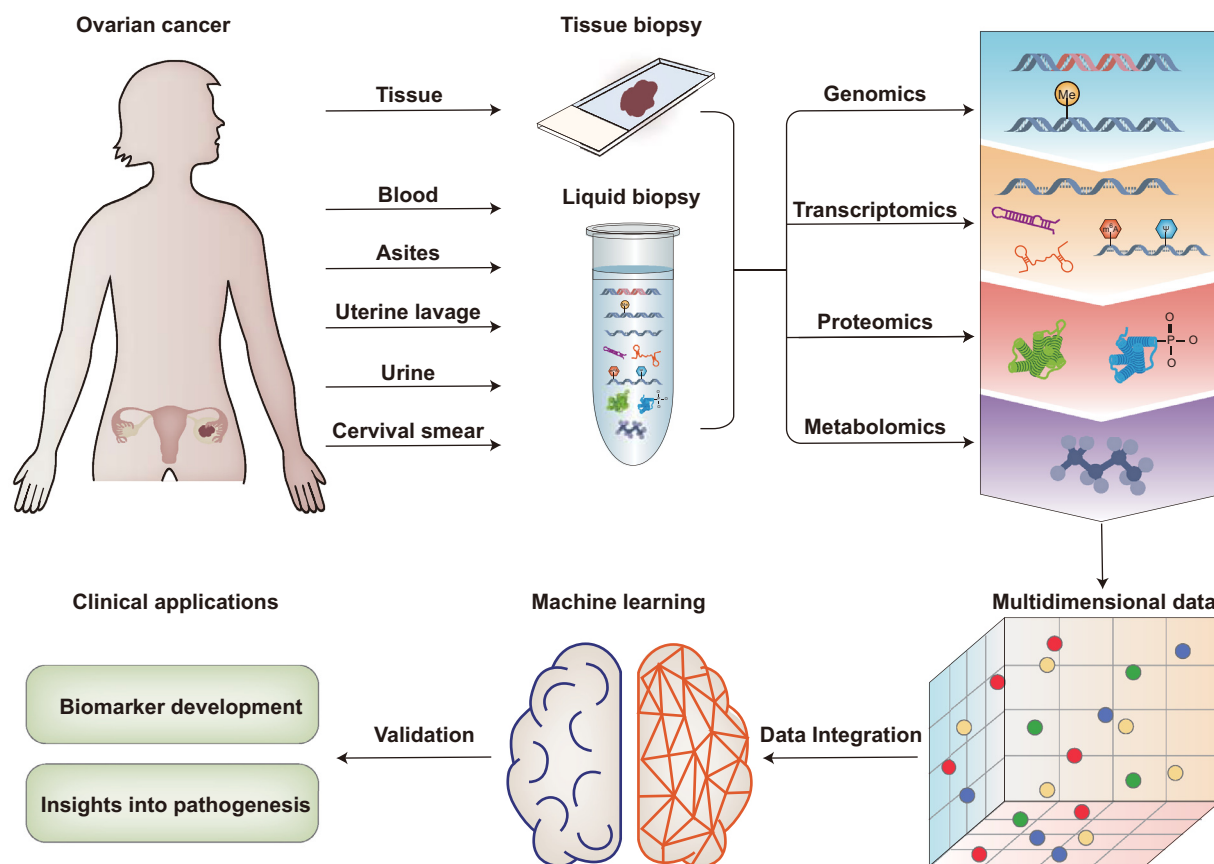 Ovarian cancer
Tissue biopsy
Tissue
Genomics
Me
Blood
Liquid biopsy
Transcriptomics
m6A
Ψ
Asites
Uterine lavage
Proteomics
O
O P O
O
Urine
Cervival smear
Metabolomics
Clinical applications
Machine learning
Multidimensional data
Biomarker development
Validation
Data Integration
Insights into pathogenesis